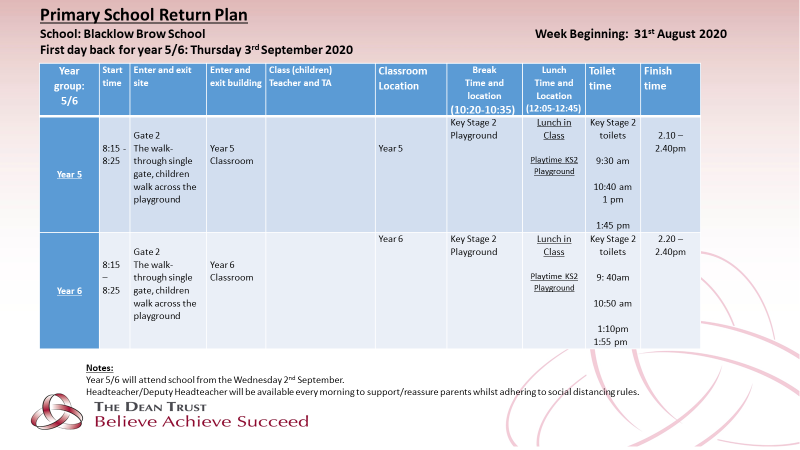 Primary School Return Plan
School: Blacklow Brow School
Week Beginning: 31st August 2020
First day back for year 5/6: Thursday 3rd September 2020
Year group: 5/6
Start time
Enter and exit site
Enter and exit building
Class (children) Teacher and TA
Classroom Location
Break Time and location (10:20-10:35)
Lunch Time and Location (12:05-12:45)
Toilet time
Finish time
Year 5
8:15 - 8:25
Gate 2
The walk-through single gate, children walk across the playground
Year 5 Classroom
Year 5
Key Stage 2 Playground
Lunch in Class
Playtime KS2 Playground
Key Stage 2 toilets
9:30 am
10:40 am
1 pm
1:45 pm
2.10 – 2.40pm
Year 6
8:15 – 8:25
Gate 2
The walk-through single gate, children walk across the playground
Year 6 Classroom
Year 6
Key Stage 2 Playground
Lunch in Class
Playtime KS2 Playground
Key Stage 2 toilets
9: 40am
10:50 am
1:10pm
1:55 pm
2.20 – 2.40pm
Notes:
Year 5/6 will attend school from the Wednesday 2nd September.
Headteacher/Deputy Headteacher will be available every morning to support/reassure parents whilst adhering to social distancing rules.
The Dean Trust
Believe Achieve Succeed